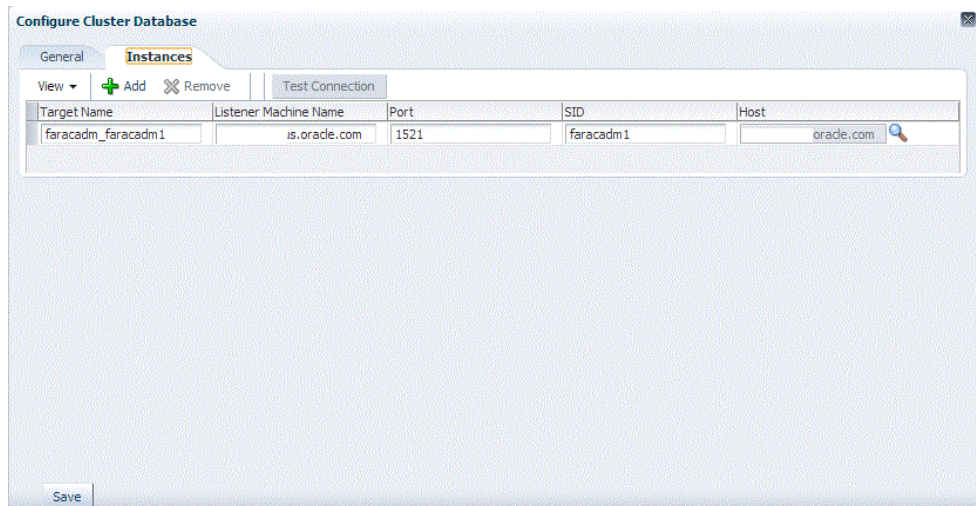 Configure Cluster Database
General Instances
View Add Remove Test Connection
Target Name Listener Machine Name Port SID Host
faracadm_faracadm1 us.oracle.com 1521 faracadm1 oracle.com
Save